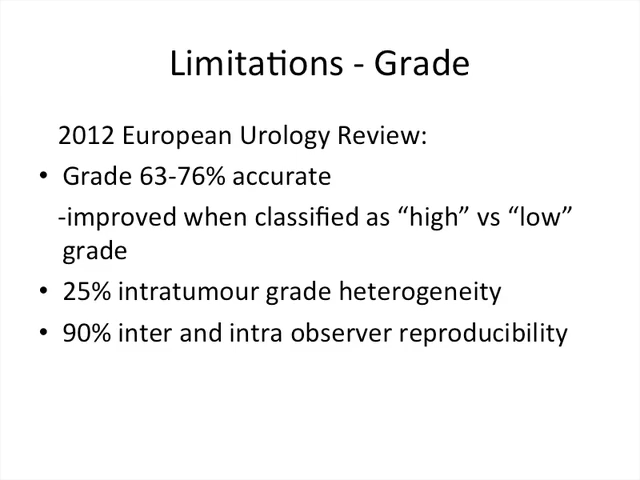 Limitations - Grade
2012 European Urology Review:
• Grade 63-76% accurate
-improved when classified as “high” vs “low”
grade
• 25% intratumour grade heterogeneity
• 90% inter and intra observer reproducibility